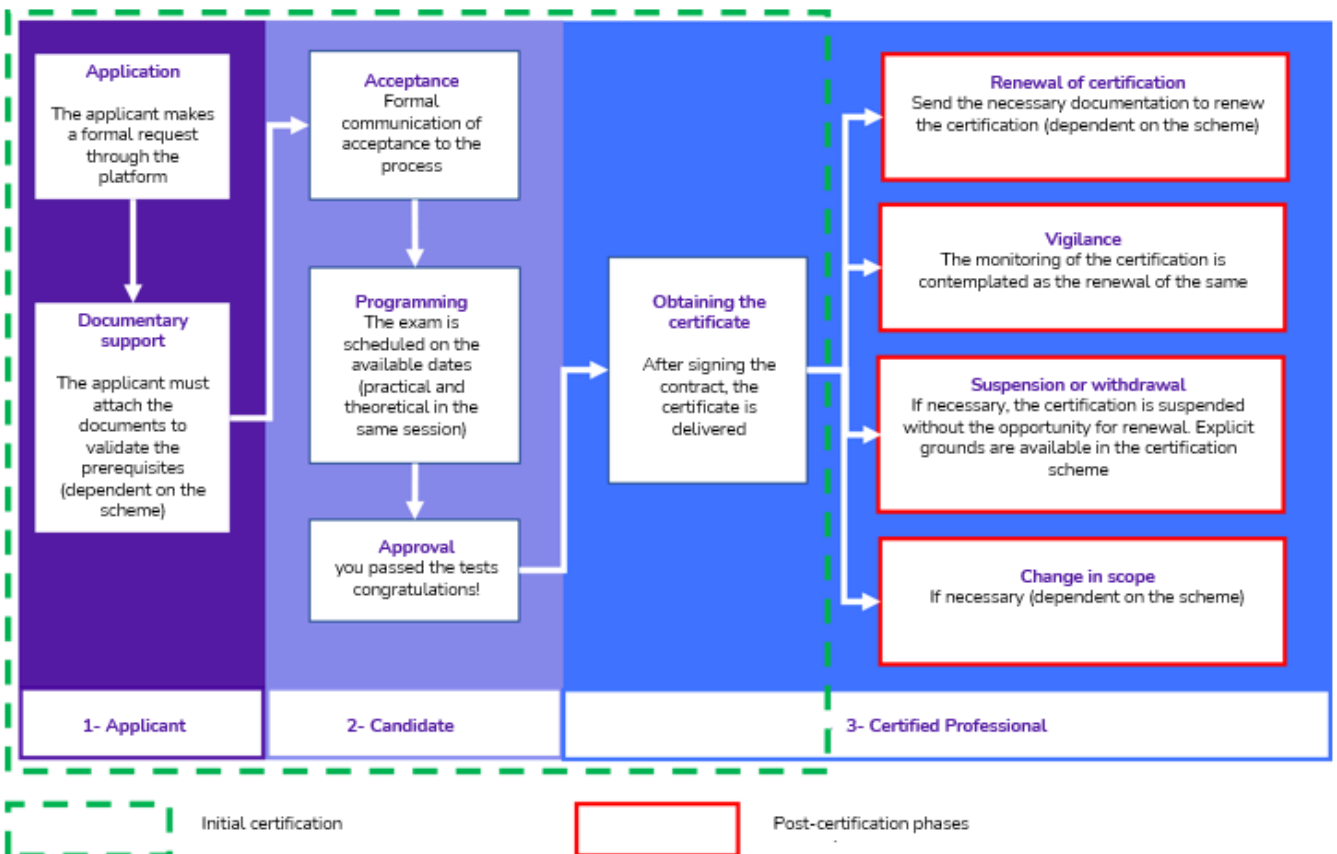 Application
The applicant makes
a formal request
through the
platform
Documentary
support
The applicant must
attach the
documents to
validate the
prerequisites
(dependent on the
scheme)
Acceptance
Formal
communication of
acceptance to the
process
Programming
The exam is
scheduled on the
available dates
(practical and
theoretical in the
same session)
Approval
you passed the tests
congratulations!
Obtaining the
certificate
After signing the
contract, the
certificate is
delivered
Renewal of certification
Send the necessary documentation to renew
the certification (dependent on the scheme)
Vigilance
The monitoring of the certification is
contemplated as the renewal of the same
Suspension or withdrawal
If necessary, the certification is suspended
without the opportunity for renewal. Explicit
grounds are available in the certification
scheme
Change in scope
If necessary (dependent on the scheme)
1- Applicant
2- Candidate
3- Certified Professional
Initial certification
Post-certification phases